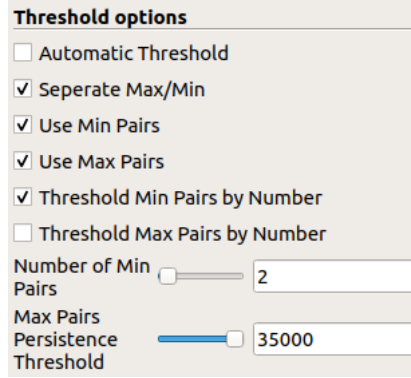 Threshold options
Automatic Threshold
Seperate Max/Min
Use Min Pairs
Use Max Pairs
Threshold Min Pairs by Number
Threshold Max Pairs by Number
Number of Min
Pairs
2
Max Pairs
Persistence
Threshold
35000